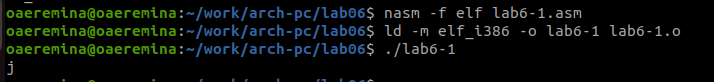 oaeremina@oaeremina:~/work/arch-pc/lab06$ nasm -f elf lab6-1.asm
oaeremina@oaeremina:~/work/arch-pc/lab06$ ld -m elf_i386 -o lab6-1 lab6-1.o
oaeremina@oaeremina:~/work/arch-pc/lab06$ ./lab6-1
j